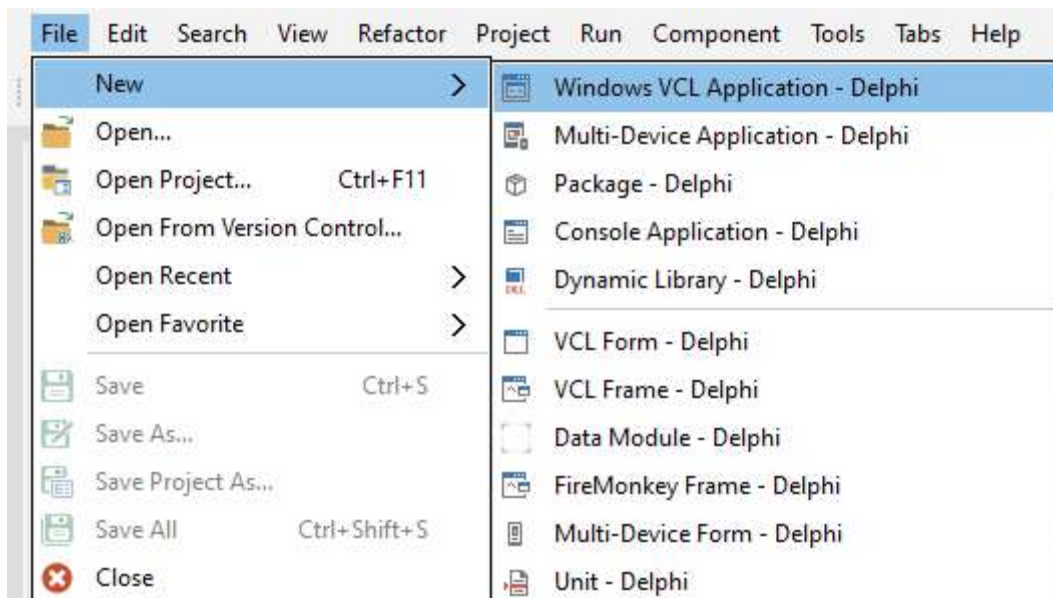 File Edit Search View Refactor Project Run Component Tools Tabs Help
New
Open...
Open Project... Ctrl+F11
Open From Version Control...
Open Recent
Open Favorite
Save Ctrl+S
Save As...
Save Project As...
Save All Ctrl+Shift+S
Close
Windows VCL Application - Delphi
Multi-Device Application - Delphi
Package - Delphi
Console Application - Delphi
Dynamic Library - Delphi
VCL Form - Delphi
VCL Frame - Delphi
Data Module - Delphi
FireMonkey Frame - Delphi
Multi-Device Form - Delphi
Unit - Delphi